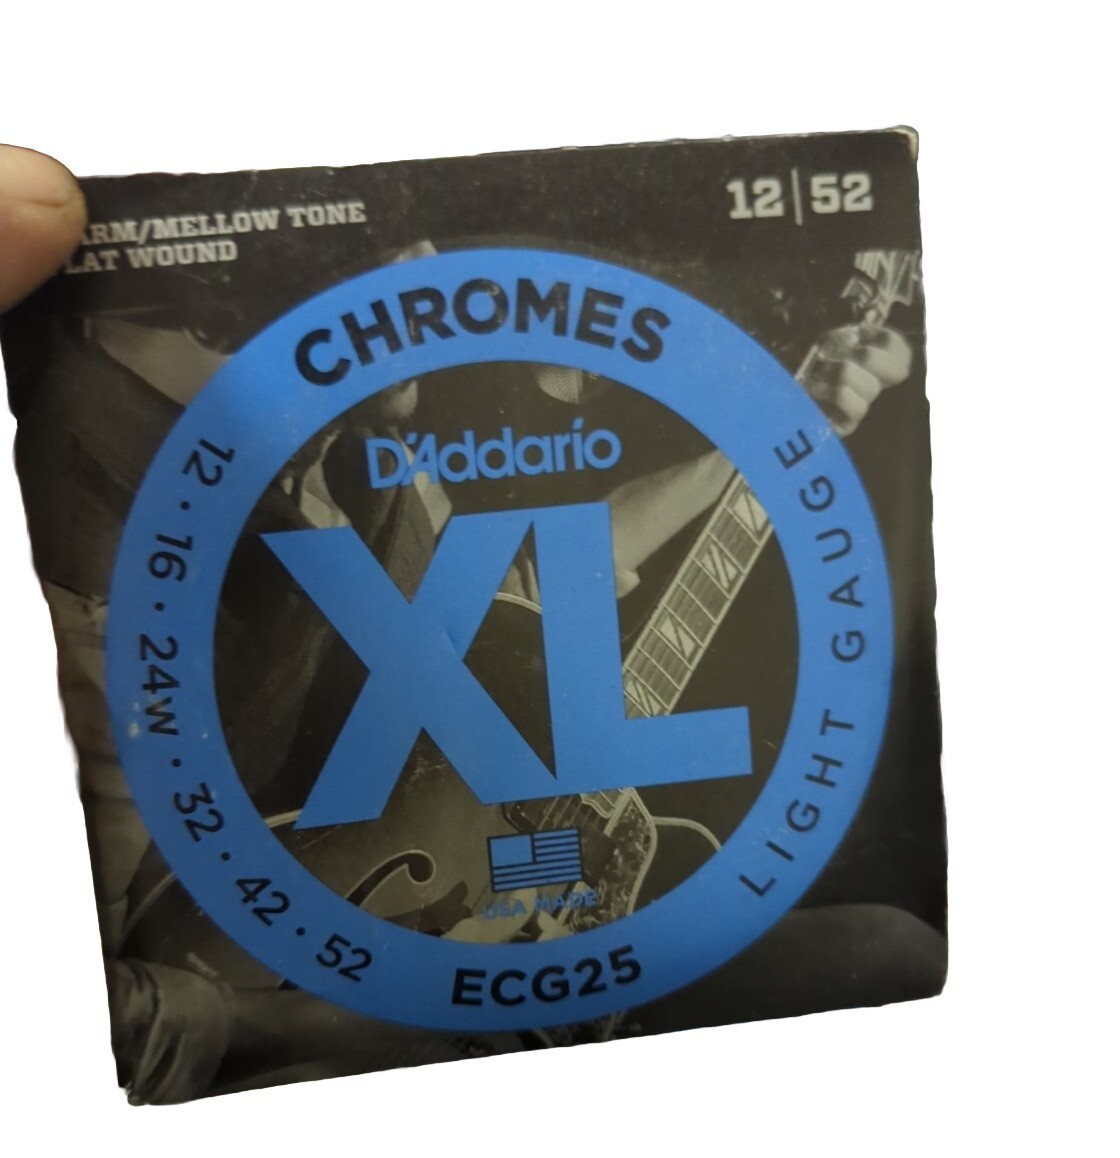 ARM/MELLOW TONE
LAT WOUND
12|52
CHROMES
D'Addario
XL
12 • 16 • 24W • 32 • 42 • 52
LIGHT GAUGE
USA MADE
ECG25